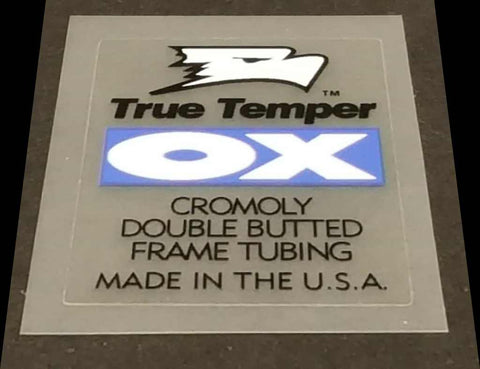 TM
True Temper
OX
CROMOLY
DOUBLE BUTTED
FRAME TUBING
MADE IN THE U.S.A.